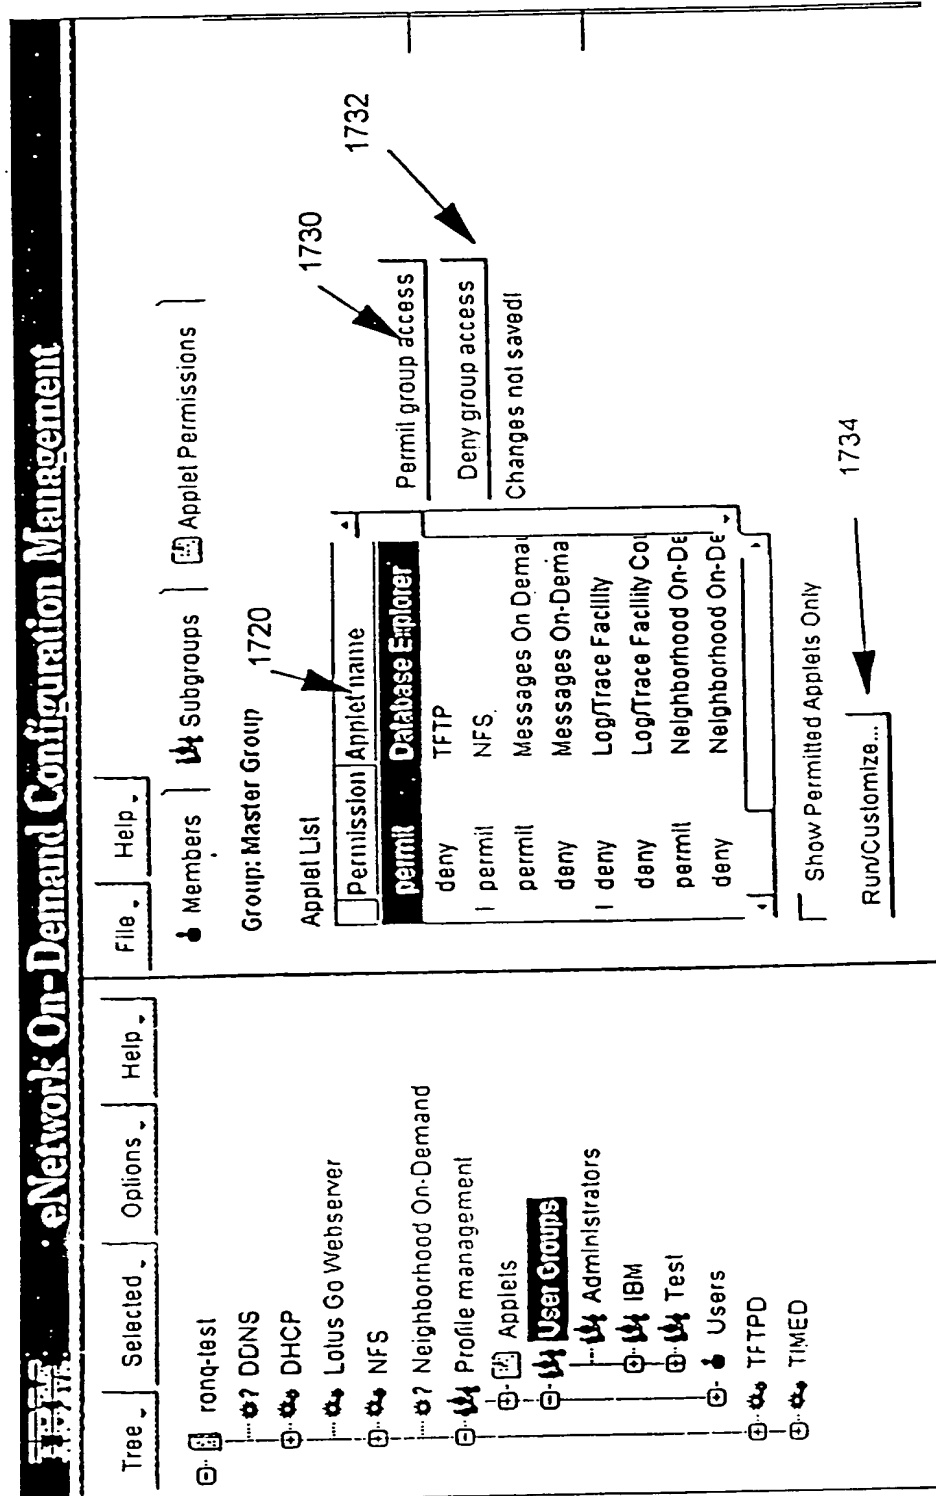 IBM eNetwork On-Demand Configuration Management
Tree Selected Options Help
ronq-test
? DDNS
DHCP
Lotus Go Webserver
NFS
? Neighborhood On-Demand
Profile management
Applets
User Groups
Administrators
IBM
Test
Users
TFTPD
TIMED
File Help
Members Subgroups Applet Permissions
Group: Master Group
1720
1730
1732
Applet List
Permission Applet name
permit Database Explorer
deny TFTP
permit NFS
permit Messages On Demau
deny Messages On-Dema
deny Log/Trace Facility
deny Log/Trace Facility Cou
permit Neighborhood On-De
deny Neighborhood On-De
Permit group access
Deny group access
Changes not saved!
Show Permitted Applets Only
Run/Customize...
1734